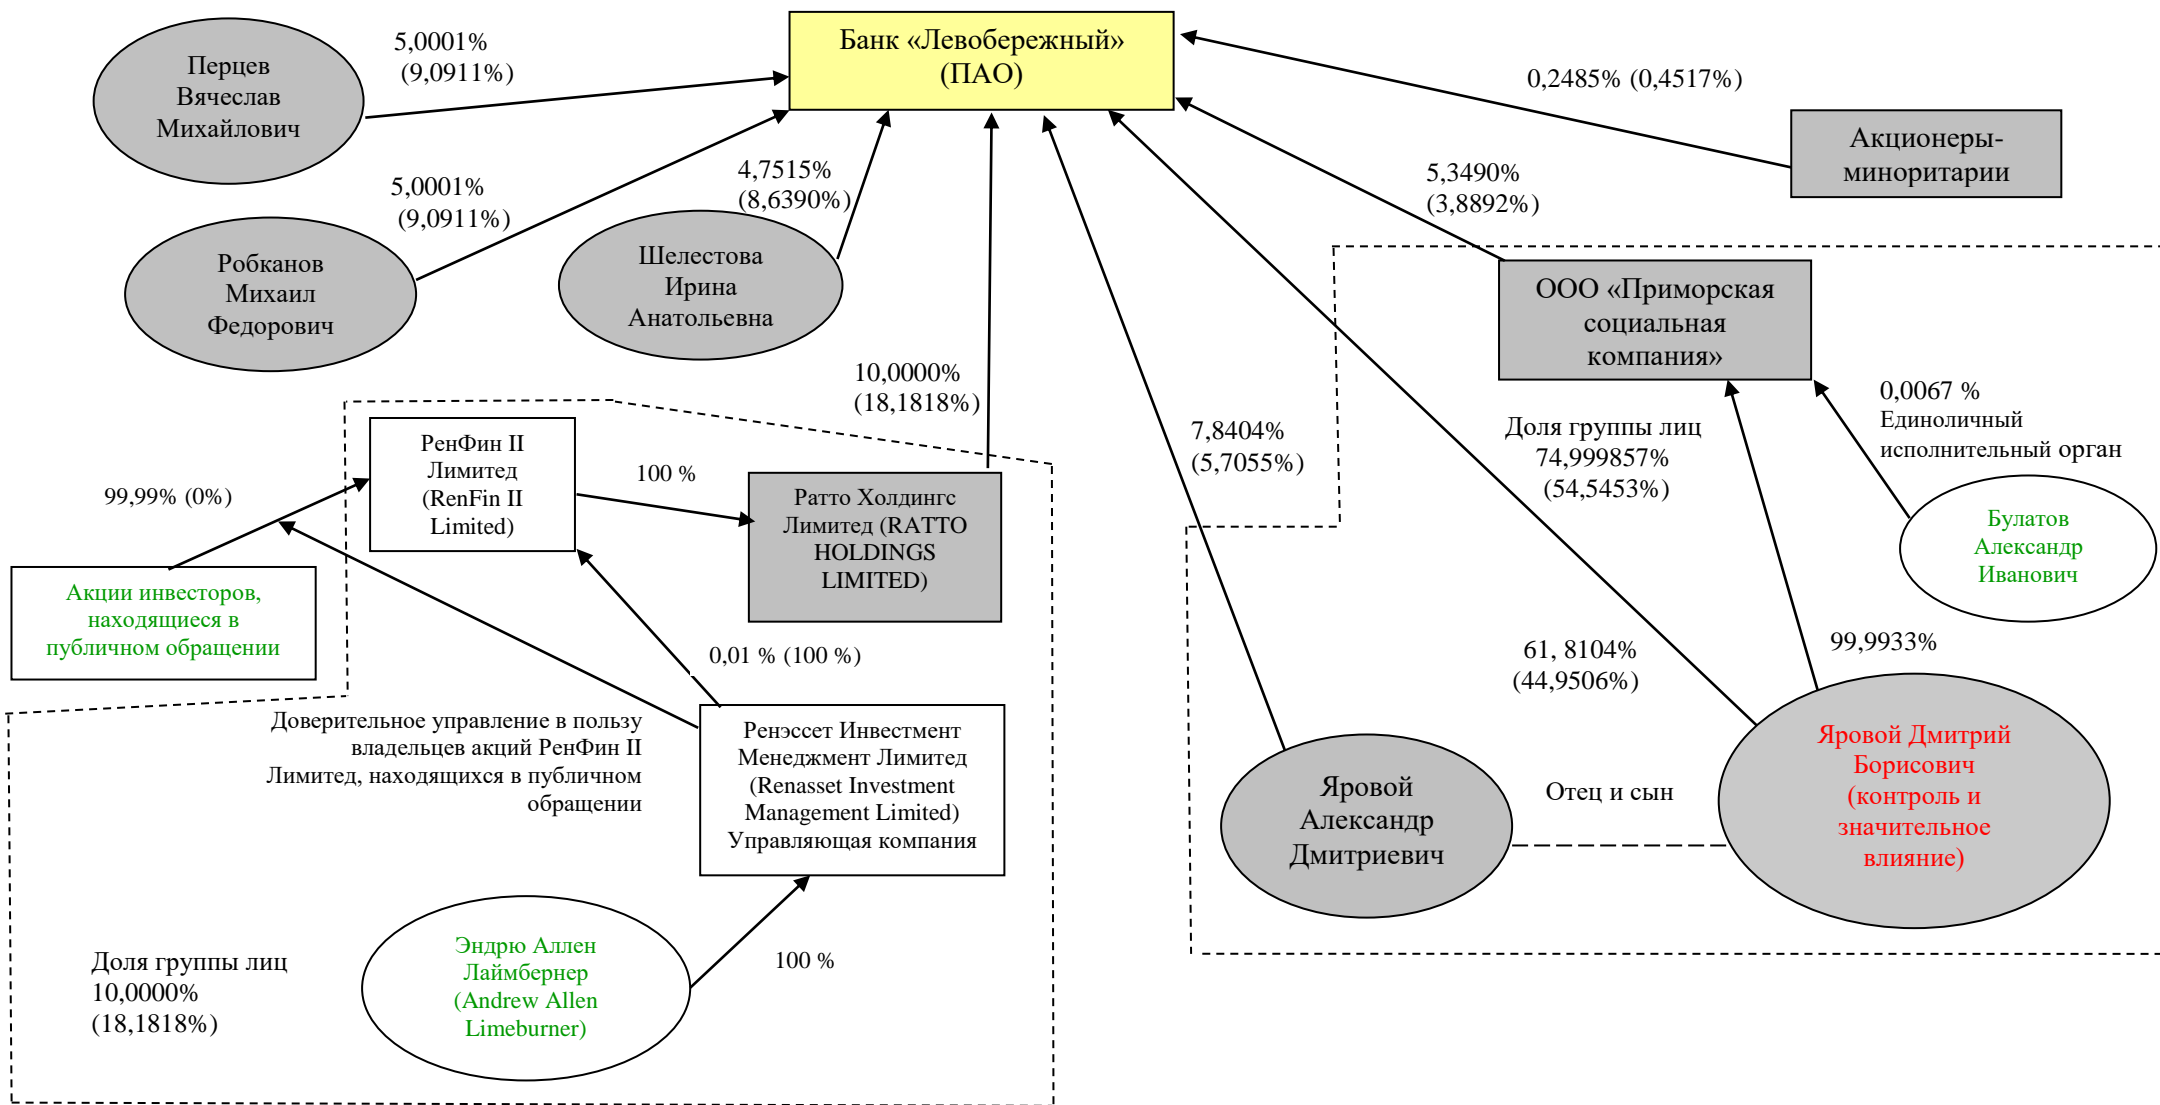 Банк «Левобережный»
(ПАО)
Перцев
Вячеслав
Михайлович
5,0001%
(9,0911%)
0,2485% (0,4517%)
Акционеры-
миноритарии
Робканов
Михаил
Федорович
5,0001%
(9,0911%)
4,7515%
(8,6390%)
Шелестова
Ирина
Анатольевна
5,3490%
(3,8892%)
ООО «Приморская
социальная
компания»
10,0000%
(18,1818%)
0,0067 %
Единоличный
исполнительный орган
Булатов
Александр
Иванович
7,8404%
(5,7055%)
Доля группы лиц
74,999857%
(54,5453%)
РенФин II
Лимитед
(RenFin II
Limited)
100 %
Ратто Холдингс
Лимитед (RATTO
HOLDINGS
LIMITED)
99,99% (0%)
Акции инвесторов,
находящиеся в
публичном обращении
0,01 % (100 %)
61, 8104%
(44,9506%)
99,9933%
Доверительное управление в пользу
владельцев акций РенФин II
Лимитед, находящихся в публичном
обращении
Ренэссет Инвестмент
Менеджмент Лимитед
(Renasset Investment
Management Limited)
Управляющая компания
Яровой
Александр
Дмитриевич
Отец и сын
Яровой Дмитрий
Борисович
(контроль и
значительное
влияние)
Доля группы лиц
10,0000%
(18,1818%)
Эндрю Аллен
Лаймбернер
(Andrew Allen
Limeburner)
100 %